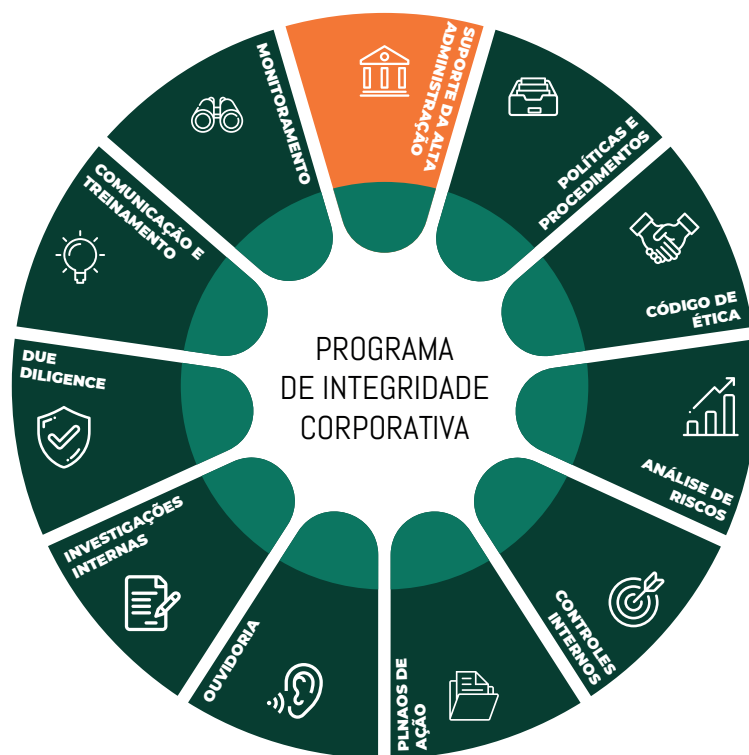 PROGRAMA
DE INTEGRIDADE
CORPORATIVA
SUPORTE DA ALTA
ADMINISTRAÇÃO
POLÍTICAS E
PROCEDIMENTOS
CÓDIGO DE
ÉTICA
ANÁLISE DE
RISCOS
CONTROLES
INTERNOS
PLNAOS DE
AÇÃO
OUVIDORIA
INVESTIGAÇÕES
INTERNAS
DUE
DILIGENCE
COMUNICAÇÃO E
TREINAMENTO
MONITORAMENTO